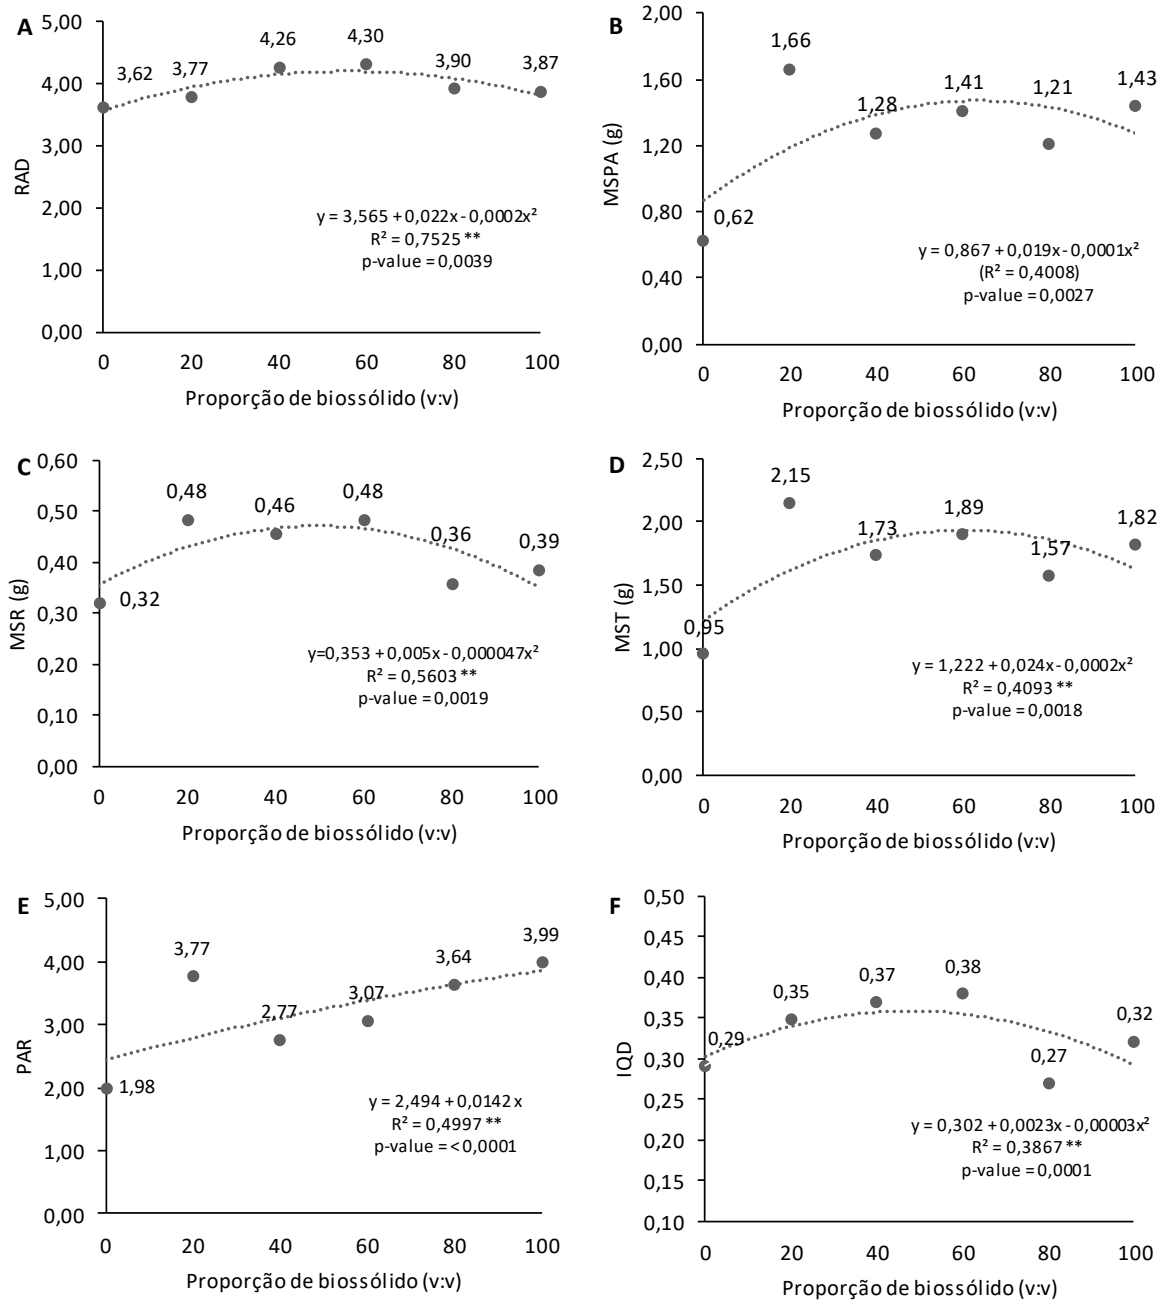 A
5,00
4,00
3,00
2,00
1,00
0,00
RAD
3,62
3,77
4,26
4,30
3,90
3,87
y = 3,565 + 0,022x - 0,0002x²
R² = 0,7525 **
p-value = 0,0039
0 20 40 60 80 100
Proporção de biossólido (v:v)
B
2,00
1,60
1,20
0,80
0,40
0,00
MSPA (g)
0,62
1,66
1,28
1,41
1,21
1,43
y = 0,867 + 0,019x - 0,0001x²
(R² = 0,4008)
p-value = 0,0027
0 20 40 60 80 100
Proporção de biossólido (v:v)
C
0,60
0,50
0,40
0,30
0,20
0,10
0,00
MSR (g)
0,32
0,48
0,46
0,48
0,36
0,39
y=0,353 + 0,005x - 0,000047x²
R² = 0,5603 **
p-value = 0,0019
0 20 40 60 80 100
Proporção de biossólido (v:v)
D
2,50
2,00
1,50
1,00
0,50
0,00
MST (g)
0,95
2,15
1,73
1,89
1,57
1,82
y = 1,222 + 0,024x - 0,0002x²
R² = 0,4093 **
p-value = 0,0018
0 20 40 60 80 100
Proporção de biossólido (v:v)
E
5,00
4,00
3,00
2,00
1,00
0,00
PAR
1,98
3,77
2,77
3,07
3,64
3,99
y = 2,494 + 0,0142 x
R² = 0,4997 **
p-value = < 0,0001
0 20 40 60 80 100
Proporção de biossólido (v:v)
F
0,50
0,45
0,40
0,35
0,30
0,25
0,20
0,15
0,10
IQD
0,29
0,35
0,37
0,38
0,27
0,32
y = 0,302 + 0,0023x - 0,00003x²
R² = 0,3867 **
p-value = 0,0001
0 20 40 60 80 100
Proporção de biossólido (v:v)